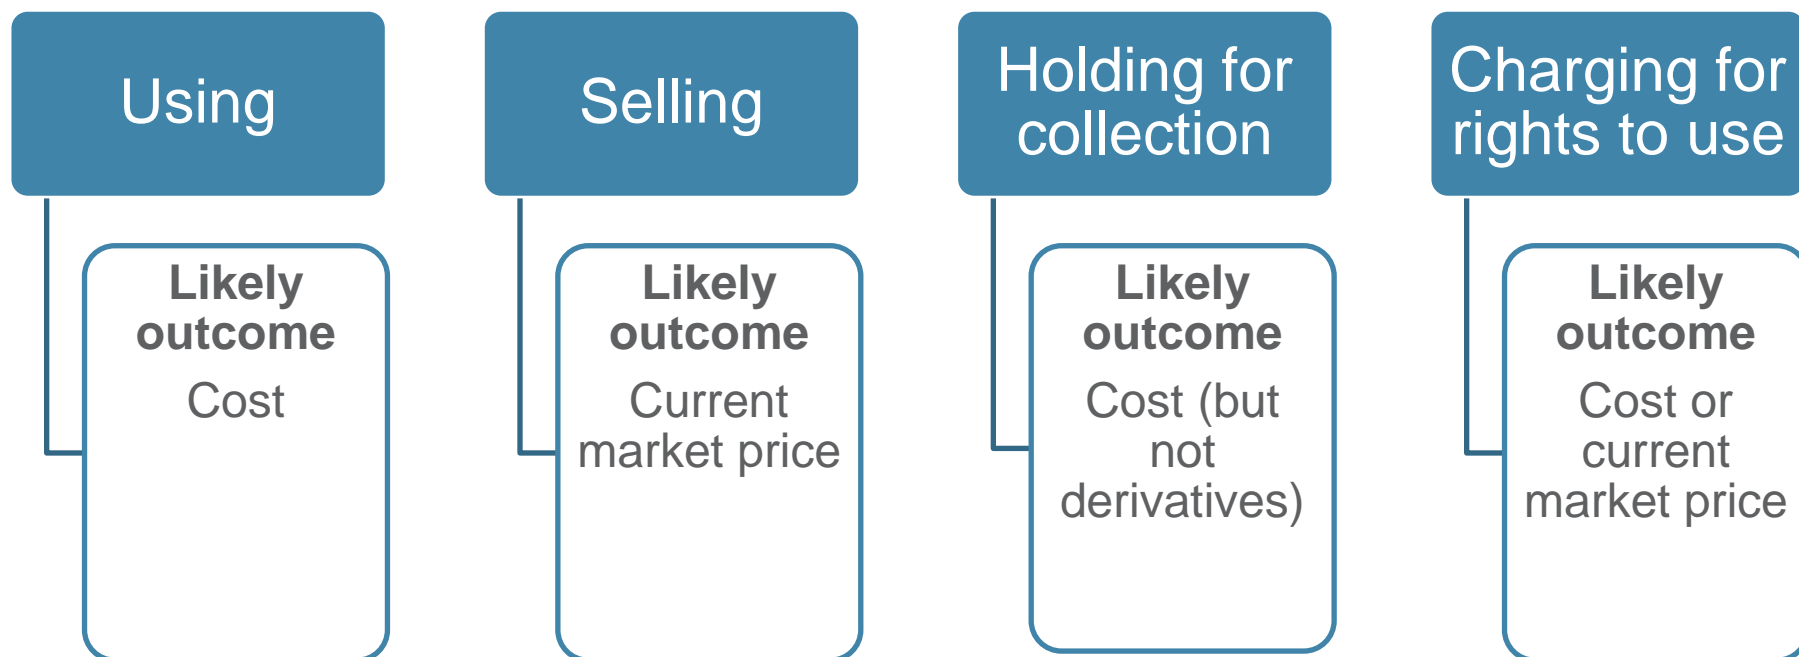 Using
Likely
outcome
Cost
Selling
Likely
outcome
Current
market price
Holding for
collection
Likely
outcome
Cost (but
not
derivatives)
Charging for
rights to use
Likely
outcome
Cost or
current
market price